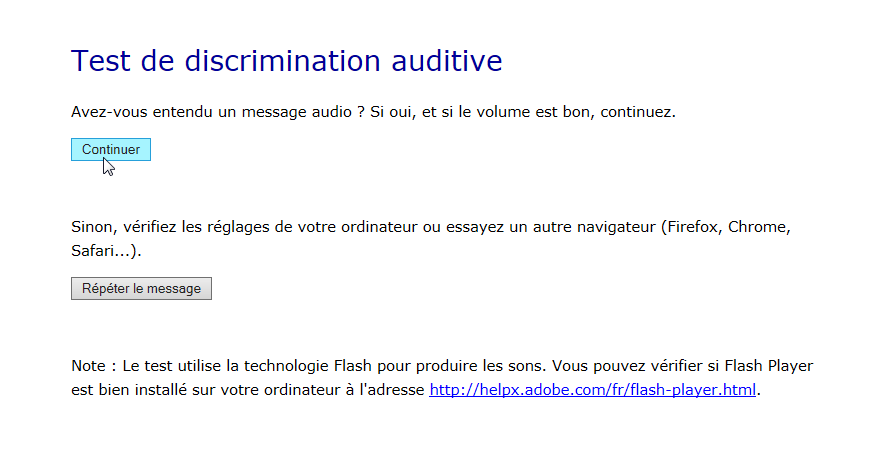 Test de discrimination auditive
Avez-vous entendu un message audio ? Si oui, et si le volume est bon, continuez.
Continuer
Sinon, vérifiez les réglages de votre ordinateur ou essayez un autre navigateur (Firefox, Chrome,
Safari...).
Répéter le message
Note : Le test utilise la technologie Flash pour produire les sons. Vous pouvez vérifier si Flash Player
est bien installé sur votre ordinateur à l'adresse http://helpx.adobe.com/fr/flash-player.html.